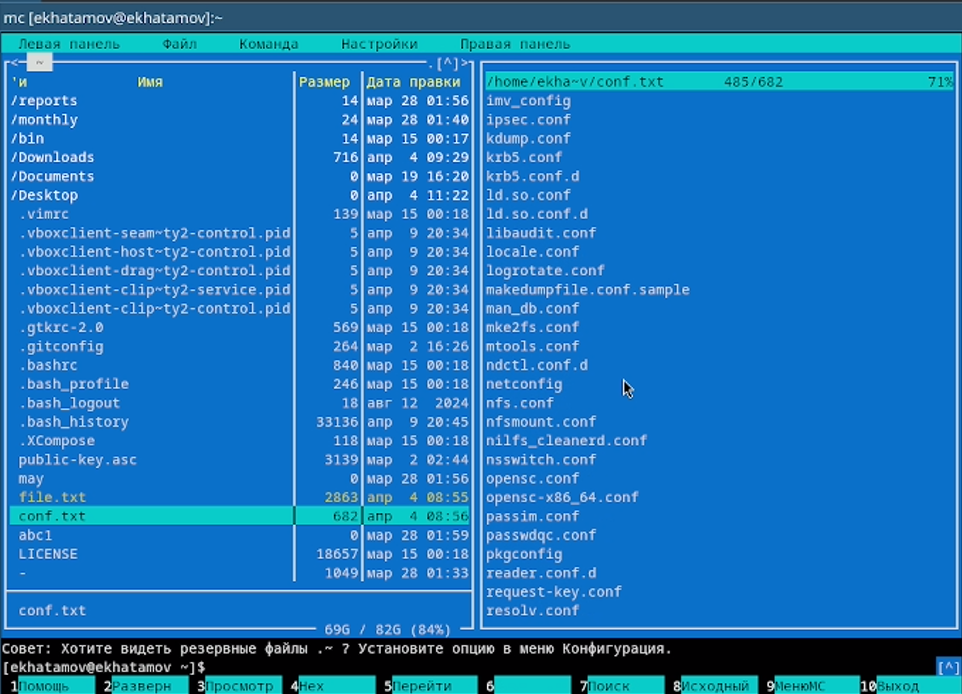 mc [ekhatamov@ekhatamov]:~
Левая панель Файл Команда Настройки Правая панель
<- ~ .[^]>
'и Имя Размер Дата правки
/reports 14 мар 28 01:56
/monthly 24 мар 28 01:40
/bin 14 мар 15 00:17
/Downloads 716 апр 4 09:29
/Documents 0 мар 19 16:20
/Desktop 0 апр 4 11:22
.vimrc 139 мар 15 00:18
.vboxclient-seam~ty2-control.pid 5 апр 9 20:34
.vboxclient-host~ty2-control.pid 5 апр 9 20:34
.vboxclient-drag~ty2-control.pid 5 апр 9 20:34
.vboxclient-clip~ty2-service.pid 5 апр 9 20:34
.vboxclient-clip~ty2-control.pid 5 апр 9 20:34
.gtkrc-2.0 569 мар 15 00:18
.gitconfig 264 мар 2 16:26
.bashrc 840 мар 15 00:18
.bash_profile 246 мар 15 00:18
.bash_logout 18 авг 12 2024
.bash_history 33136 апр 9 20:45
.XCompose 118 мар 15 00:18
public-key.asc 3139 мар 2 02:44
may 0 мар 28 01:56
file.txt 2863 апр 4 08:55
conf.txt 682 апр 4 08:56
abc1 0 мар 28 01:59
LICENSE 18657 мар 15 00:18
- 1049 мар 28 01:33
conf.txt
69G / 82G (84%)
/home/ekha~v/conf.txt 485/682 71%
imv_config
ipsec.conf
kdump.conf
krb5.conf
krb5.conf.d
ld.so.conf
ld.so.conf.d
libaudit.conf
locale.conf
logrotate.conf
makedumpfile.conf.sample
man_db.conf
mke2fs.conf
mtools.conf
ndctl.conf.d
netconfig
nfs.conf
nfsmount.conf
nilfs_cleanerd.conf
nsswitch.conf
opensc.conf
opensc-x86_64.conf
passim.conf
passwdqc.conf
pkgconfig
reader.conf.d
request-key.conf
resolv.conf
Совет: Хотите видеть резервные файлы .~ ? Установите опцию в меню Конфигурация.
[ekhatamov@ekhatamov ~]$ [^]
1Помощь 2Разверн 3Просмотр 4Hex 5Перейти 6 7Поиск 8Исходный 9МенюMC 10Выход